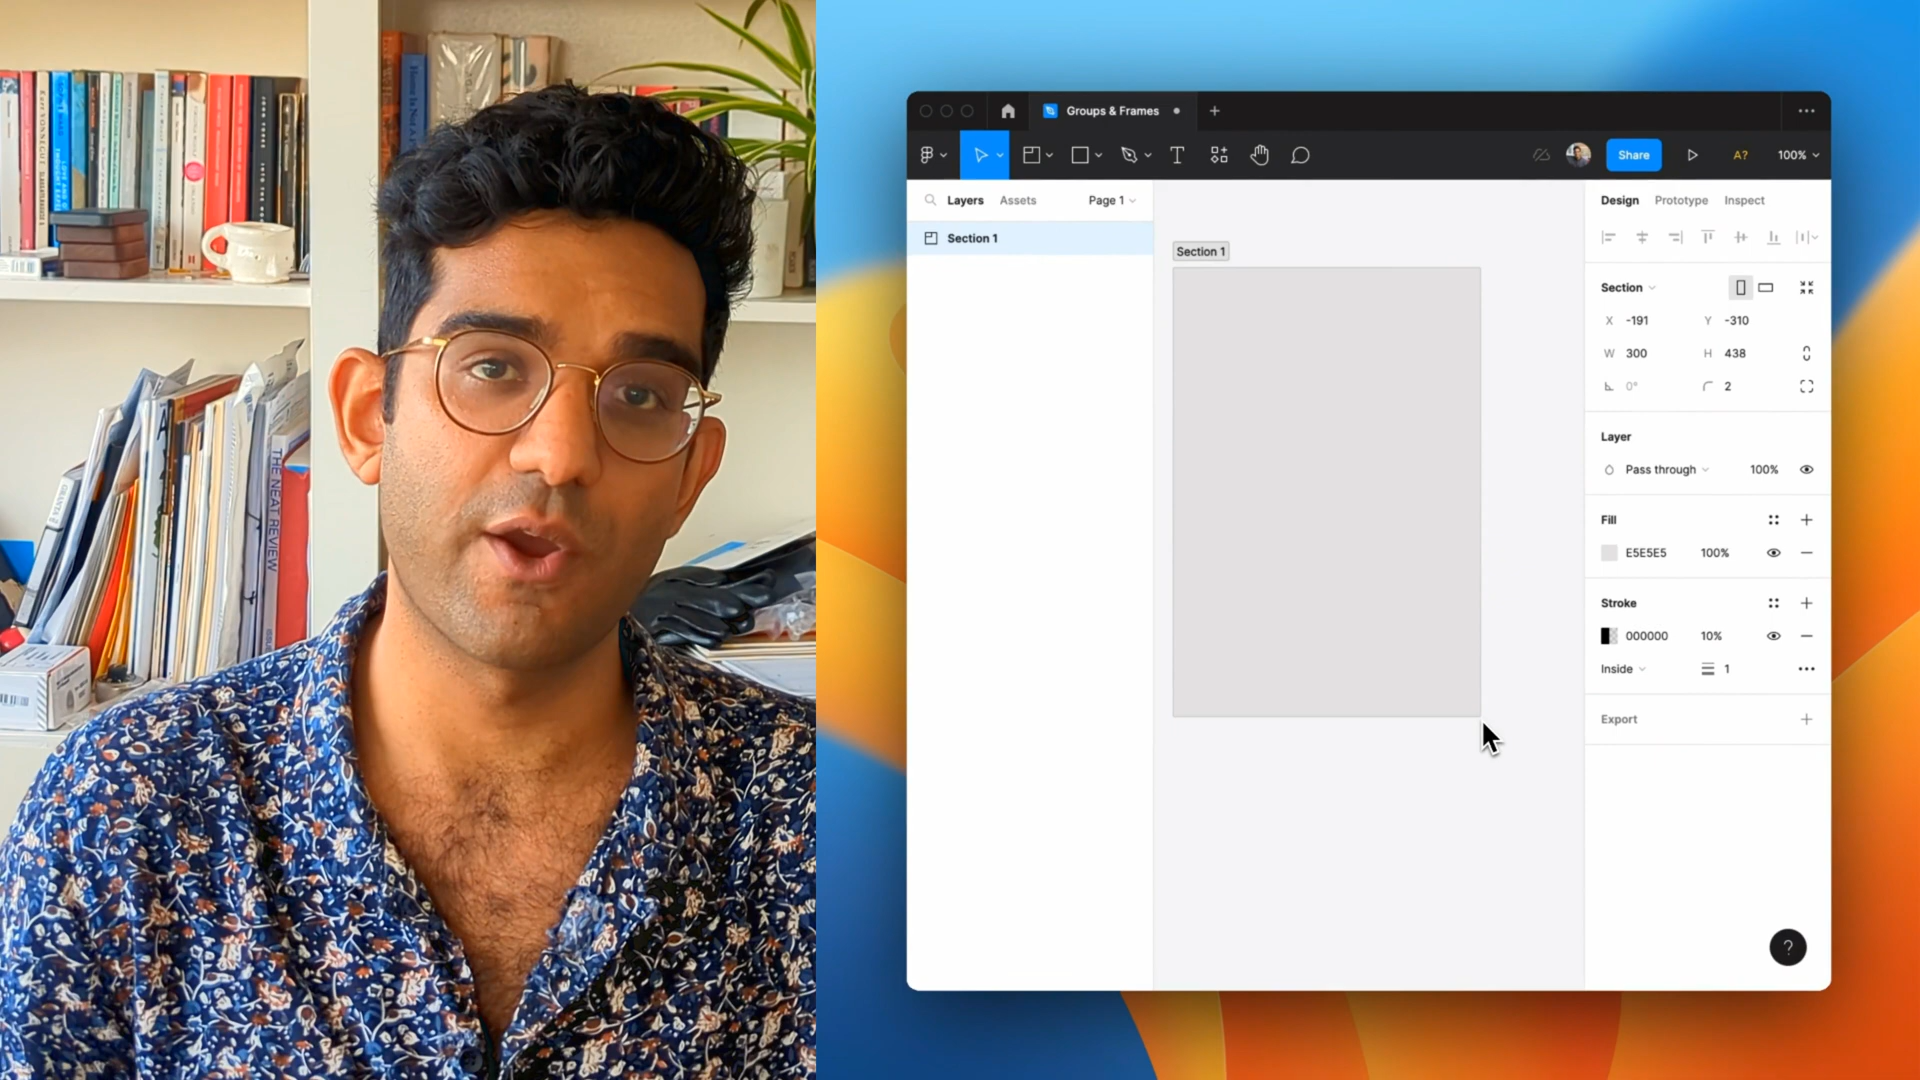 KURT VONNEGUT
THE NEAT REVIEW
Groups & Frames
Share
A?
100%
Layers
Assets
Page 1
Section 1
Section 1
Design
Prototype
Inspect
Section
X -191
Y -310
W 300
H 438
0°
2
Layer
Pass through
100%
Fill
E5E5E5
100%
Stroke
000000
10%
Inside
1
Export
?